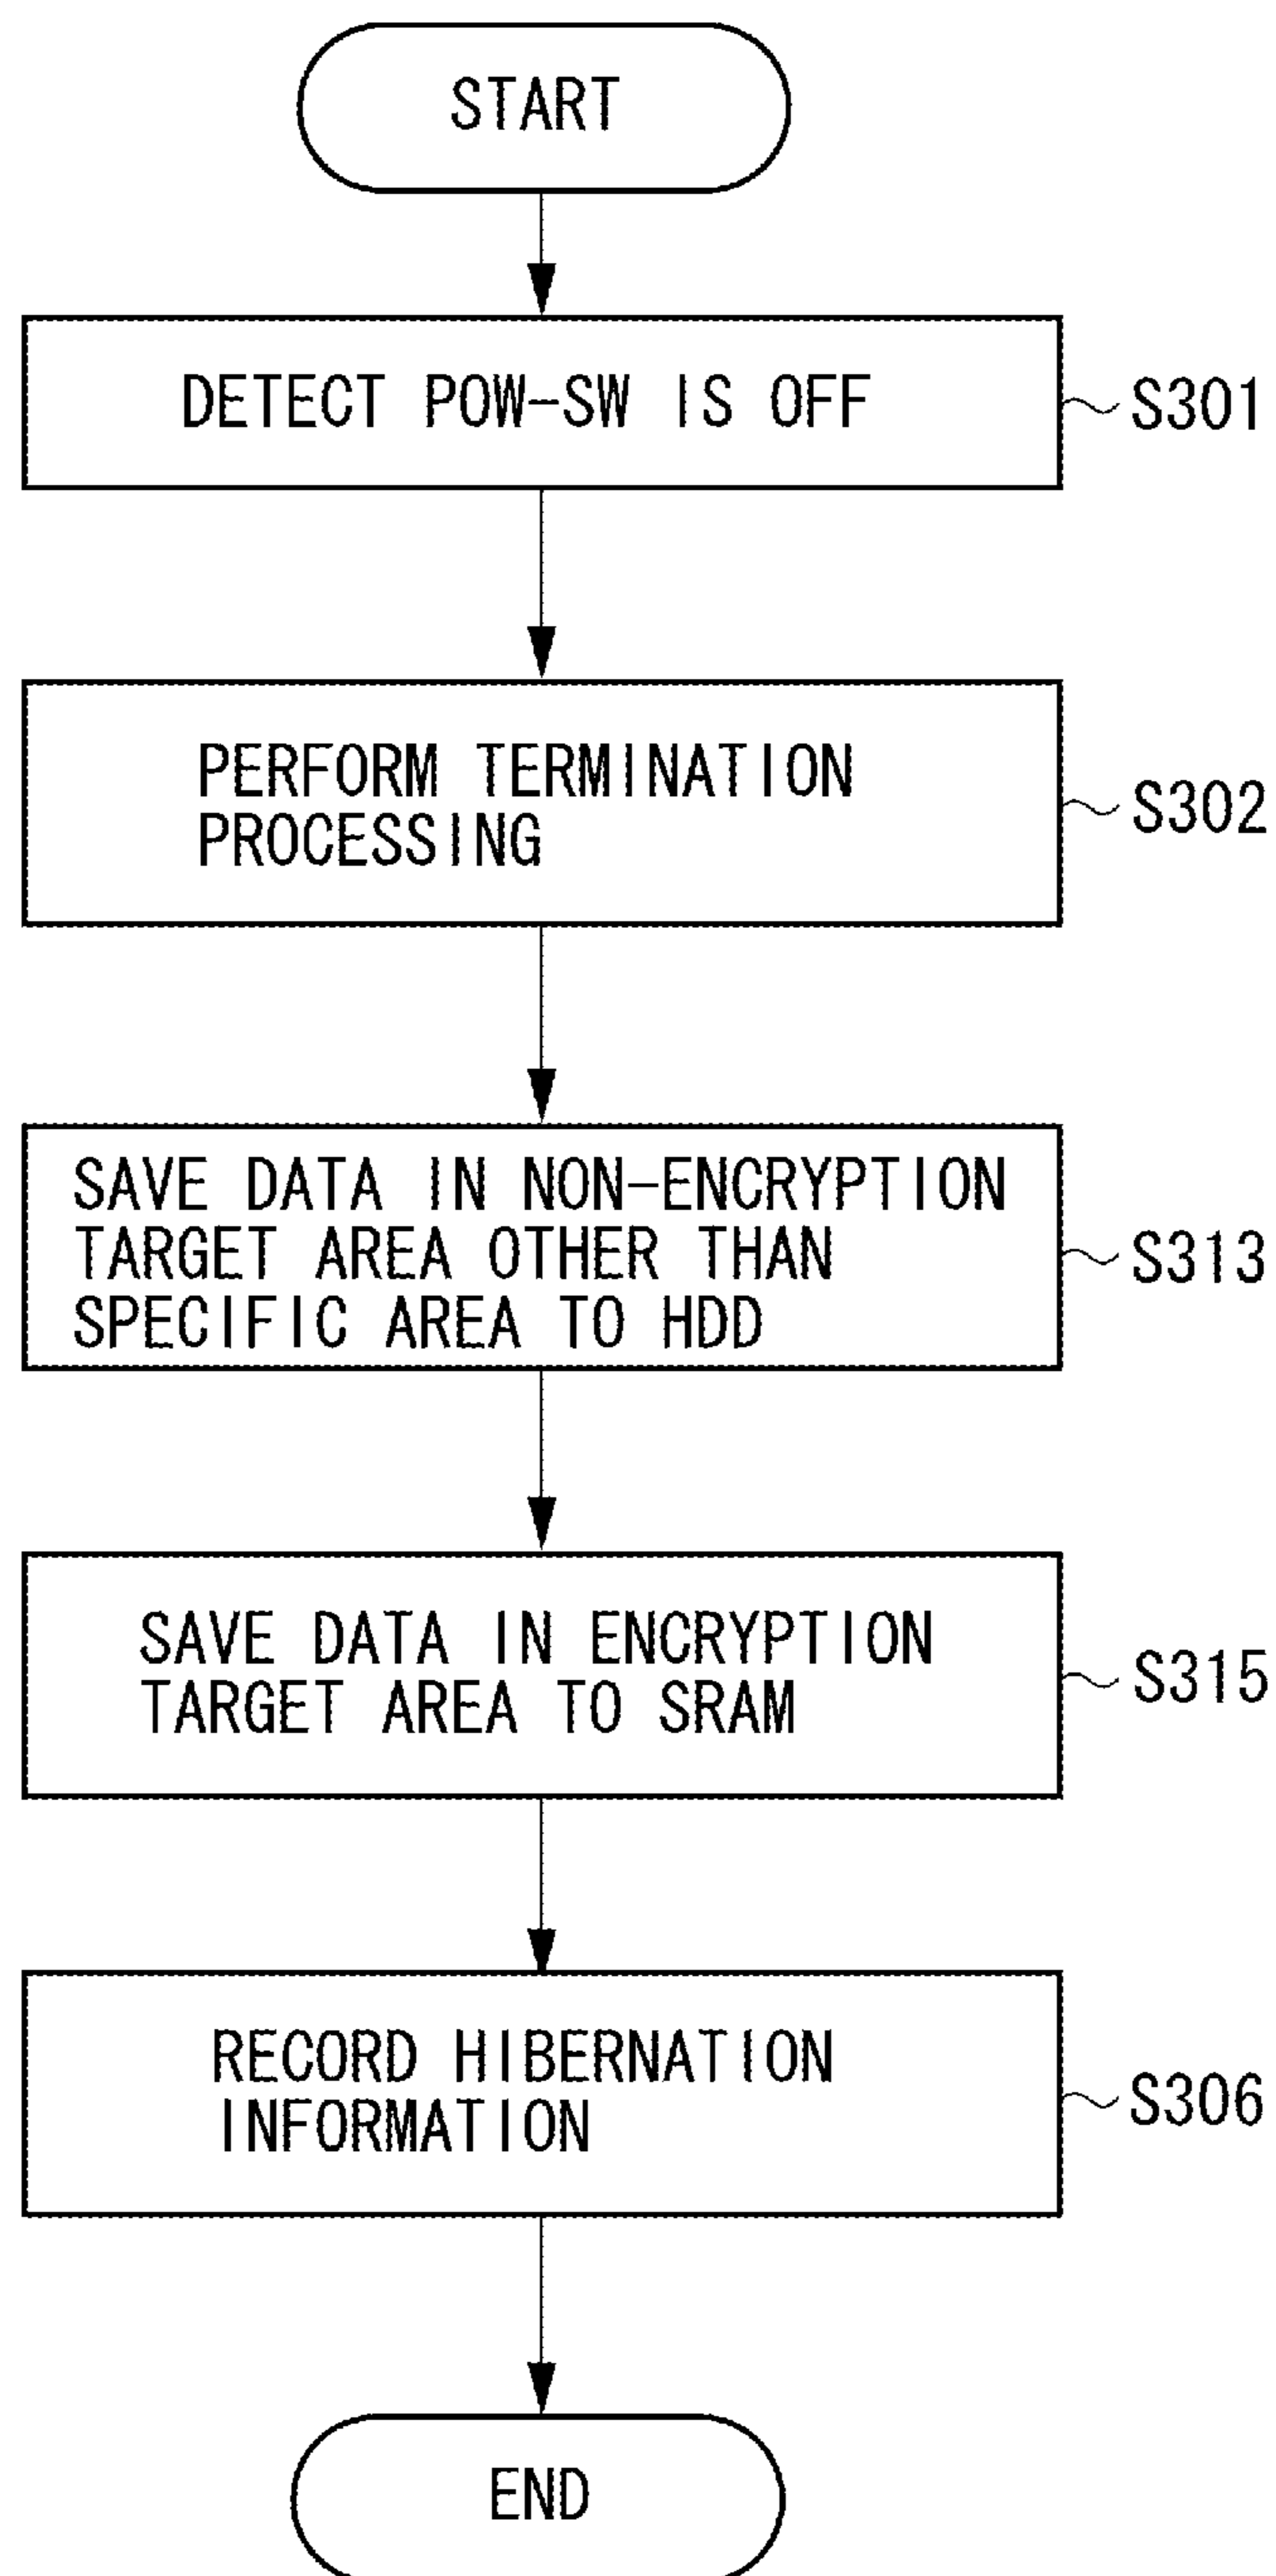 START
DETECT POW-SW IS OFF
S301
PERFORM TERMINATION
PROCESSING
S302
SAVE DATA IN NON-ENCRYPTION
TARGET AREA OTHER THAN
SPECIFIC AREA TO HDD
S313
SAVE DATA IN ENCRYPTION
TARGET AREA TO SRAM
S315
RECORD HIBERNATION
INFORMATION
S306
END